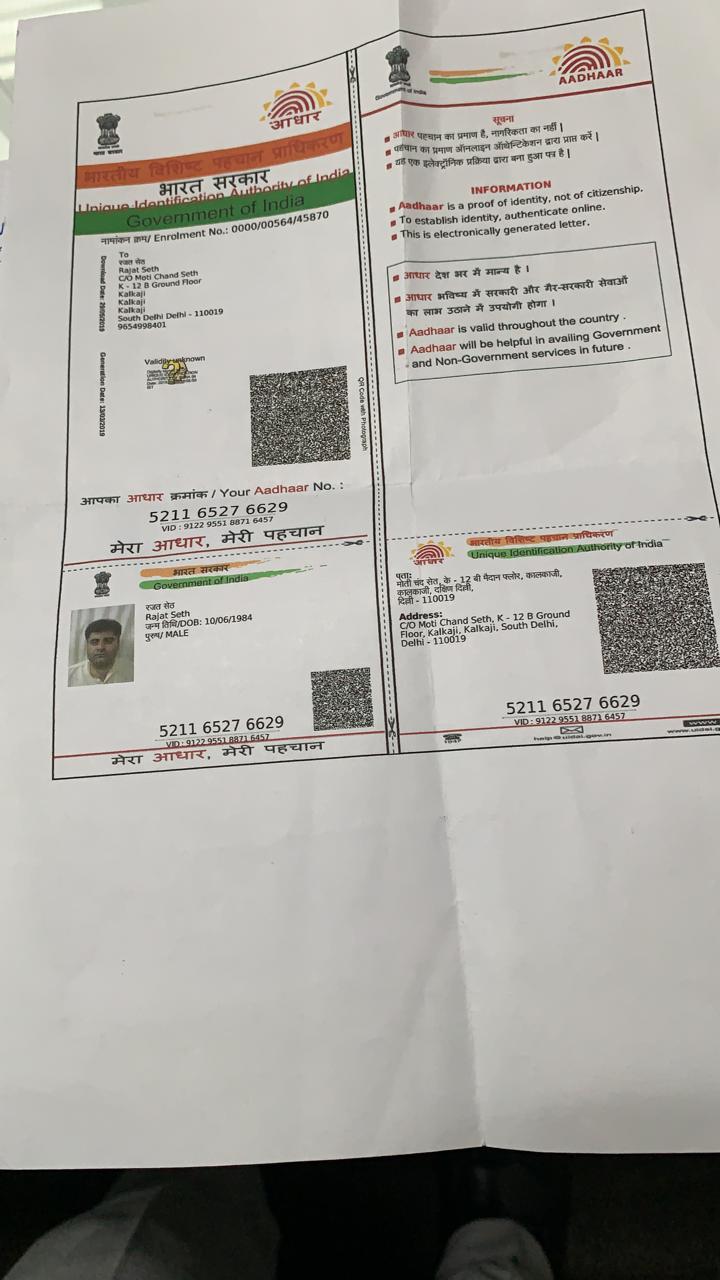 भारत सरकार
आधार
भारतीय विशिष्ट पहचान प्राधिकरण
भारत सरकार
Unique Identification Authority of India
Government of India
नामांकन क्रम/ Enrolment No.: 0000/00564/45870
Download Date: 29/05/2019
To
रजत सेठ
Rajat Seth
C/O Moti Chand Seth
K - 12 B Ground Floor
Kalkaji
Kalkaji
Kalkaji
South Delhi Delhi - 110019
9654998401
Generation Date: 13/03/2019
Validity unknown
QR Code with Photograph
आपका आधार क्रमांक / Your Aadhaar No. :
5211 6527 6629
VID : 9122 9551 8871 6457
मेरा आधार, मेरी पहचान
Government of India
AADHAAR
सूचना
आधार पहचान का प्रमाण है, नागरिकता का नहीं |
पहचान का प्रमाण ऑनलाइन ऑथेन्टिकेशन द्वारा प्राप्त करें |
यह एक इलेक्ट्रॉनिक प्रक्रिया द्वारा बना हुआ पत्र है |
INFORMATION
Aadhaar is a proof of identity, not of citizenship.
To establish identity, authenticate online.
This is electronically generated letter.
आधार देश भर में मान्य है ।
आधार भविष्य में सरकारी और गैर-सरकारी सेवाओं
का लाभ उठाने में उपयोगी होगा ।
Aadhaar is valid throughout the country .
Aadhaar will be helpful in availing Government
and Non-Government services in future .
भारत सरकार
Government of India
रजत सेठ
Rajat Seth
जन्म तिथि/DOB: 10/06/1984
पुरुष/ MALE
5211 6527 6629
VID : 9122 9551 8871 6457
मेरा आधार, मेरी पहचान
भारतीय विशिष्ट पहचान प्राधिकरण
Unique Identification Authority of India
आधार
पता:
मोती चंद सेठ, के - 12 बी मैदान फ्लोर, कालकाजी,
कालकाजी, दक्षिण दिल्ली,
दिल्ली - 110019
Address:
C/O Moti Chand Seth, K - 12 B Ground
Floor, Kalkaji, Kalkaji, South Delhi,
Delhi - 110019
5211 6527 6629
VID : 9122 9551 8871 6457
1947
help@uidai.gov.in
www.uidai.g
www